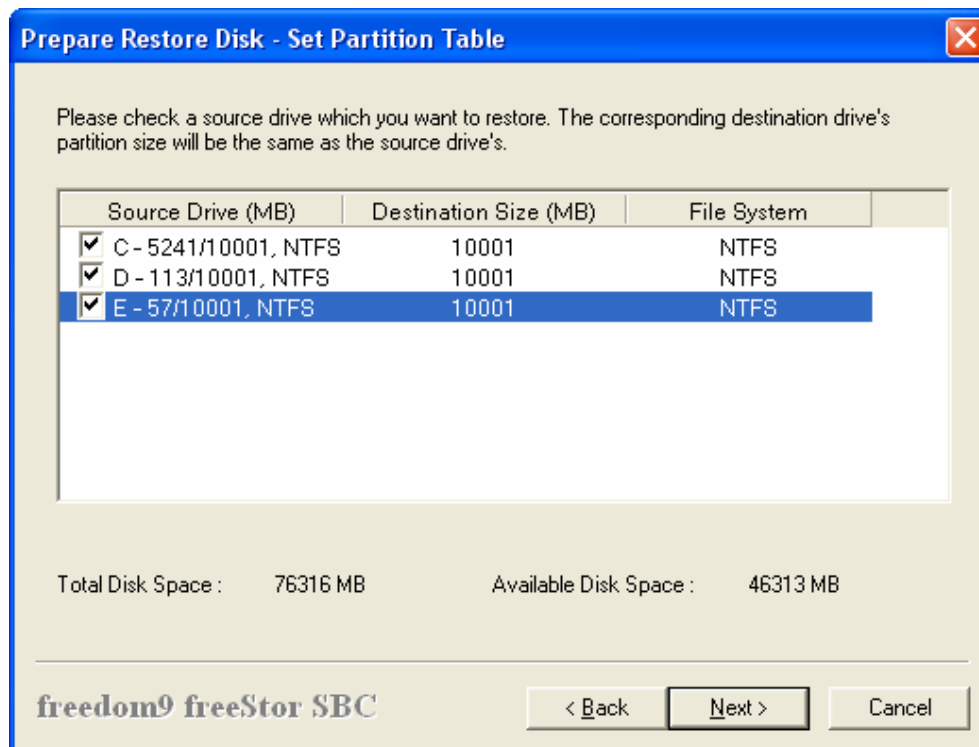 Prepare Restore Disk - Set Partition Table
Please check a source drive which you want to restore. The corresponding destination drive's
partition size will be the same as the source drive's.
Source Drive (MB) Destination Size (MB) File System
C - 5241/10001, NTFS 10001 NTFS
D - 113/10001, NTFS 10001 NTFS
E - 57/10001, NTFS 10001 NTFS
Total Disk Space : 76316 MB Available Disk Space : 46313 MB
freedom9 freeStor SBC < Back Next > Cancel